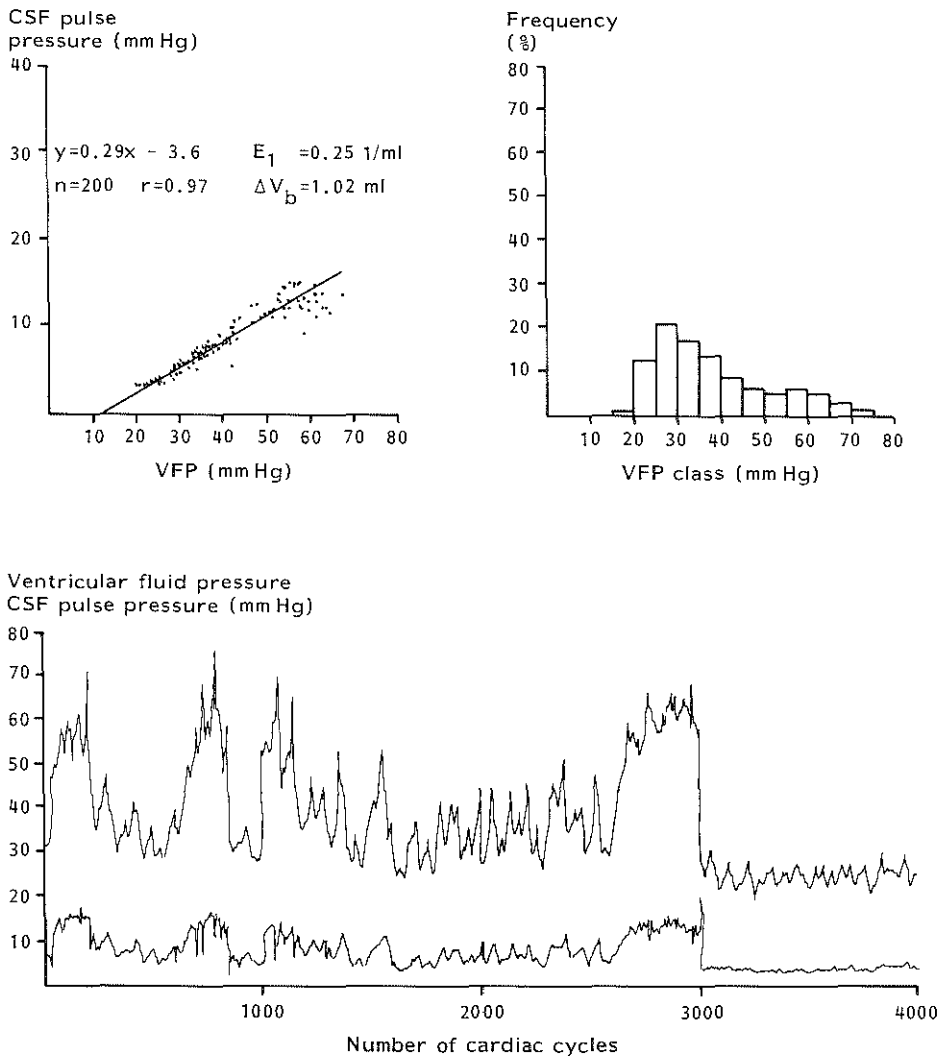 CSF pulse
pressure (mm Hg)
40
30
20
10
y=0.29x - 3.6 E1 =0.25 1/ml
n=200 r=0.97 ΔVb=1.02 ml
10 20 30 40 50 60 70 80
VFP (mm Hg)
Frequency
(%)
80
70
60
50
40
30
20
10
10 20 30 40 50 60 70 80
VFP class (mm Hg)
Ventricular fluid pressure
CSF pulse pressure (mm Hg)
80
70
60
50
40
30
20
10
1000 2000 3000 4000
Number of cardiac cycles